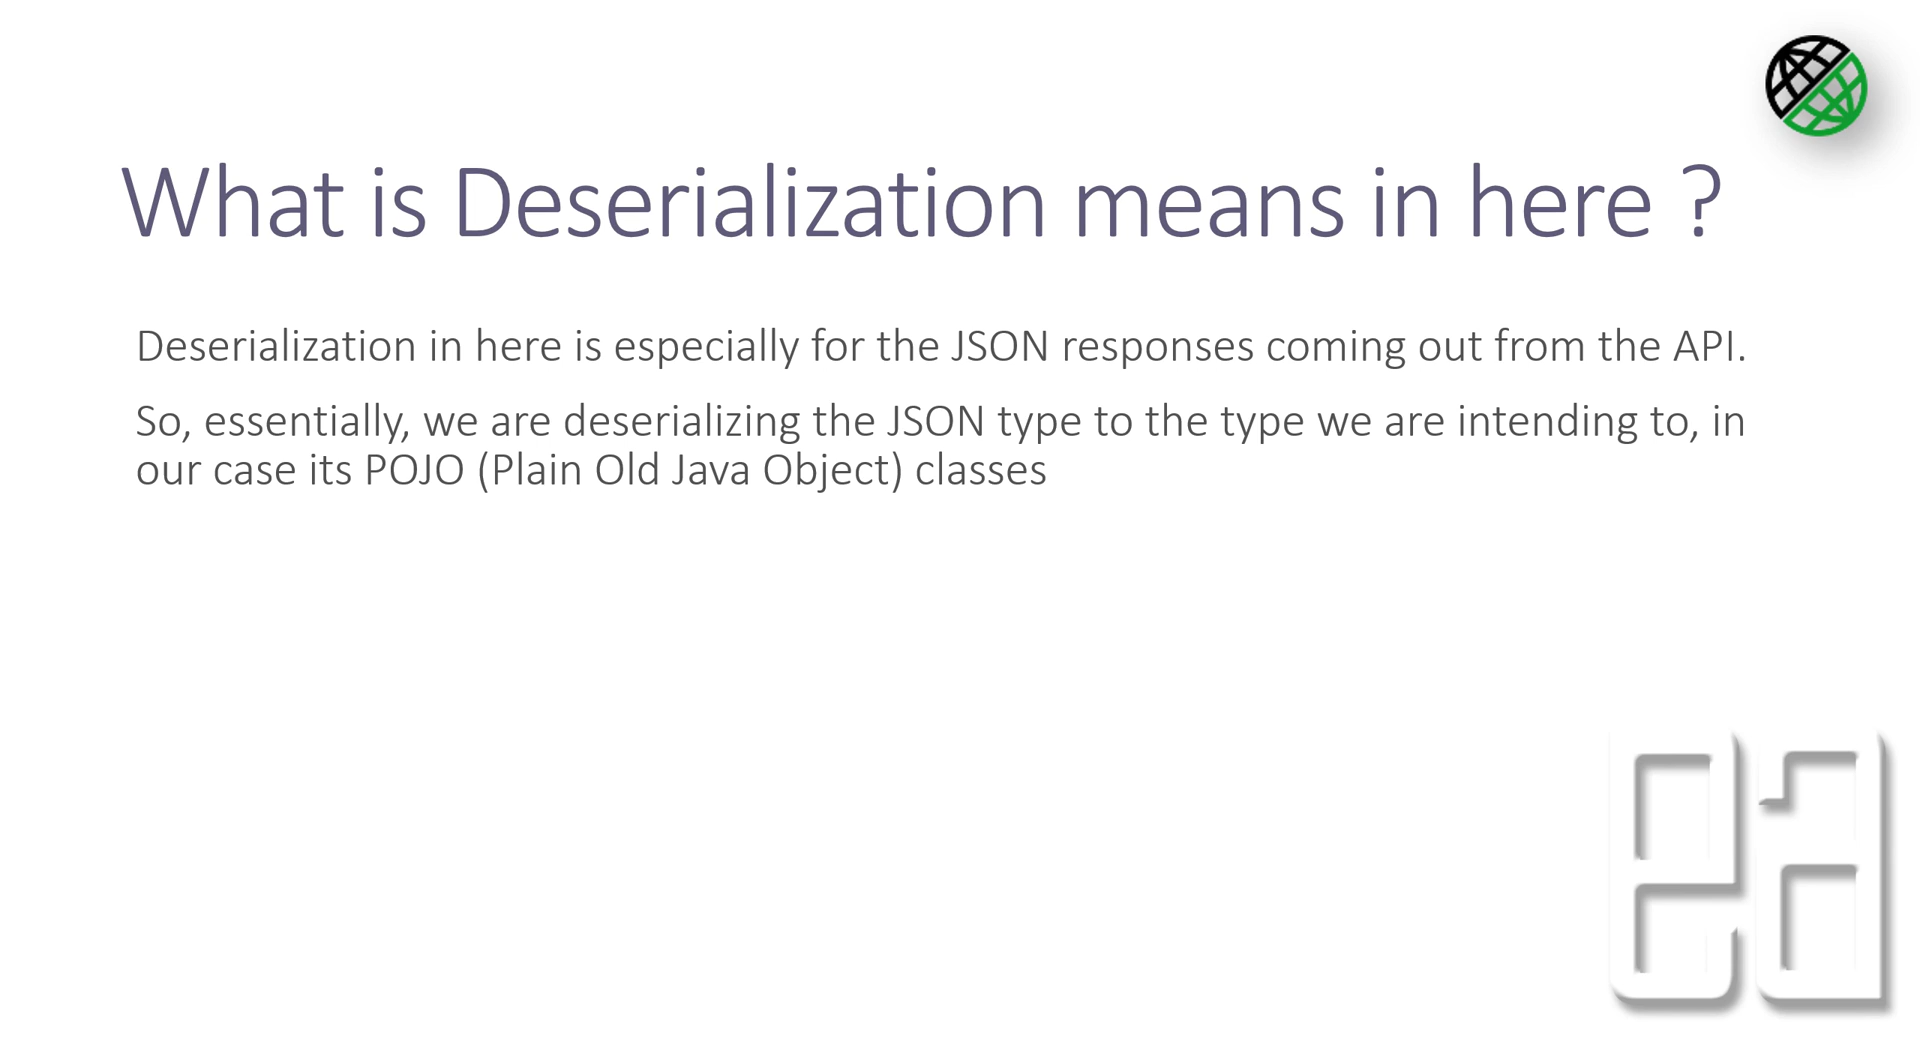 What is Deserialization means in here ?
Deserialization in here is especially for the JSON responses coming out from the API.
So, essentially, we are deserializing the JSON type to the type we are intending to, in
our case its POJO (Plain Old Java Object) classes
ea